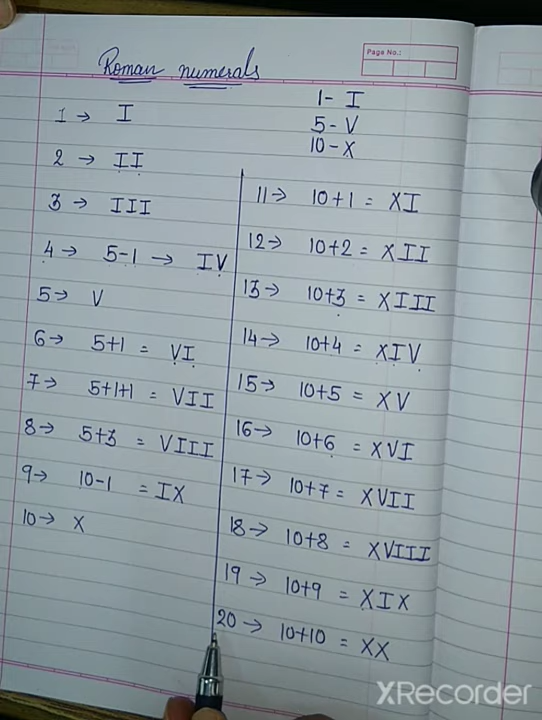 Roman numerals
Page No.:
1- I
5- V
10- X
1 → I
2 → II
3 → III
4 → 5-1 → IV
5 → V
6 → 5+1 = VI
7 → 5+1+1 = VII
8 → 5+3 = VIII
9 → 10-1 = IX
10 → X
11 → 10+1 = XI
12 → 10+2 = XII
13 → 10+3 = XIII
14 → 10+4 = XIV
15 → 10+5 = XV
16 → 10+6 = XVI
17 → 10+7 = XVII
18 → 10+8 = XVIII
19 → 10+9 = XIX
20 → 10+10 = XX
XRecorder